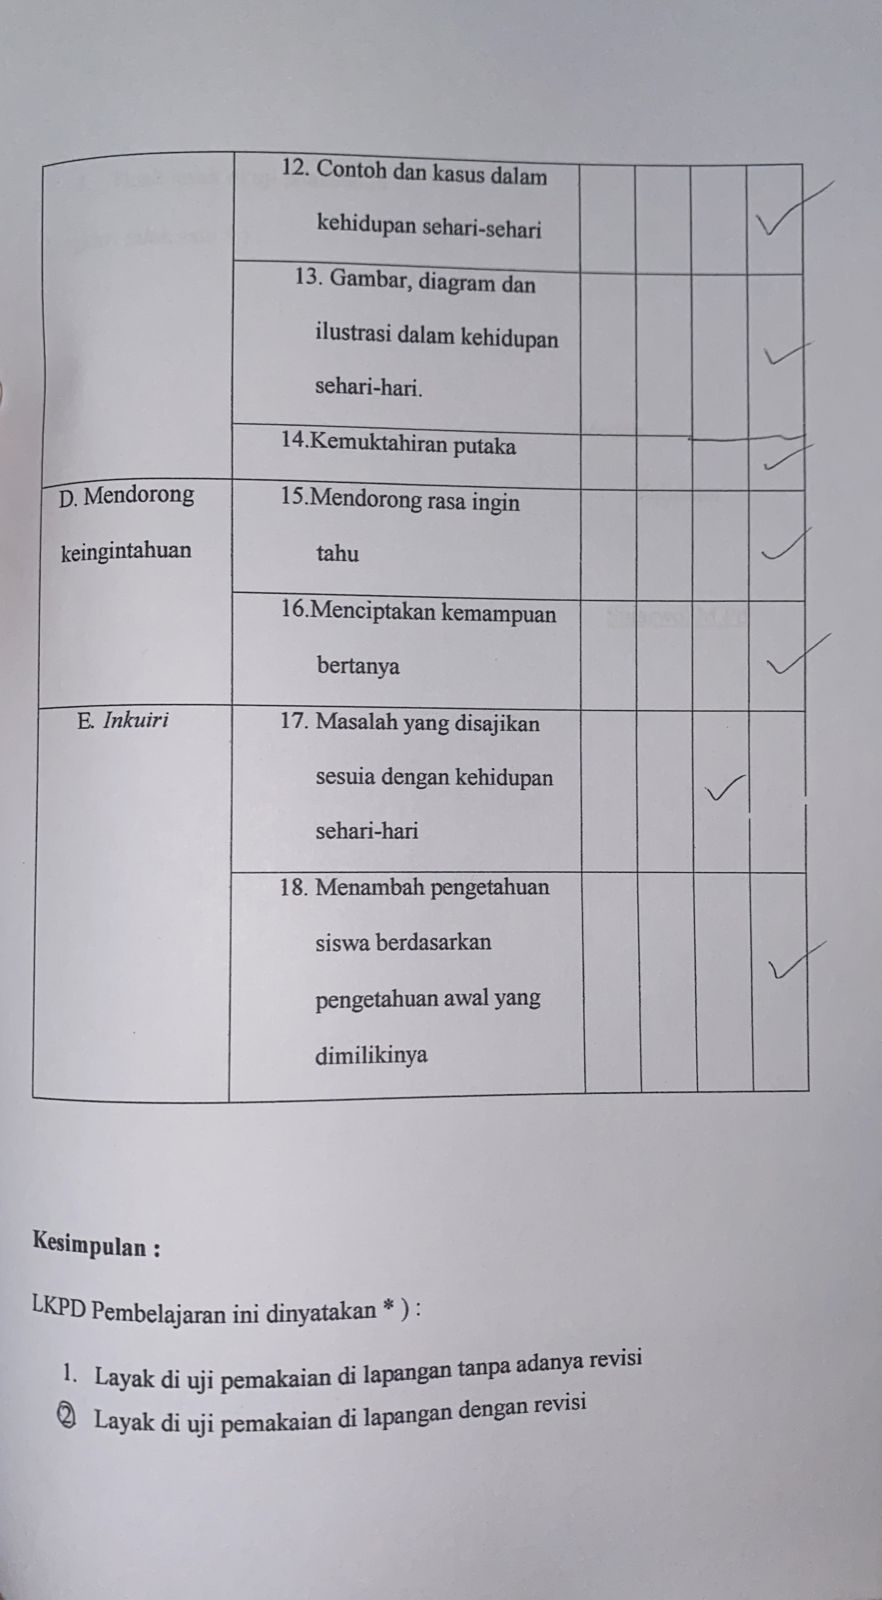 12. Contoh dan kasus dalam
kehidupan sehari-sehari
13. Gambar, diagram dan
ilustrasi dalam kehidupan
sehari-hari.
14.Kemuktahiran putaka
D. Mendorong
keingintahuan
15.Mendorong rasa ingin
tahu
16.Menciptakan kemampuan
bertanya
E. Inkuiri
17. Masalah yang disajikan
sesuia dengan kehidupan
sehari-hari
18. Menambah pengetahuan
siswa berdasarkan
pengetahuan awal yang
dimilikinya
Kesimpulan :
LKPD Pembelajaran ini dinyatakan * ) :
1. Layak di uji pemakaian di lapangan tanpa adanya revisi
2 Layak di uji pemakaian di lapangan dengan revisi